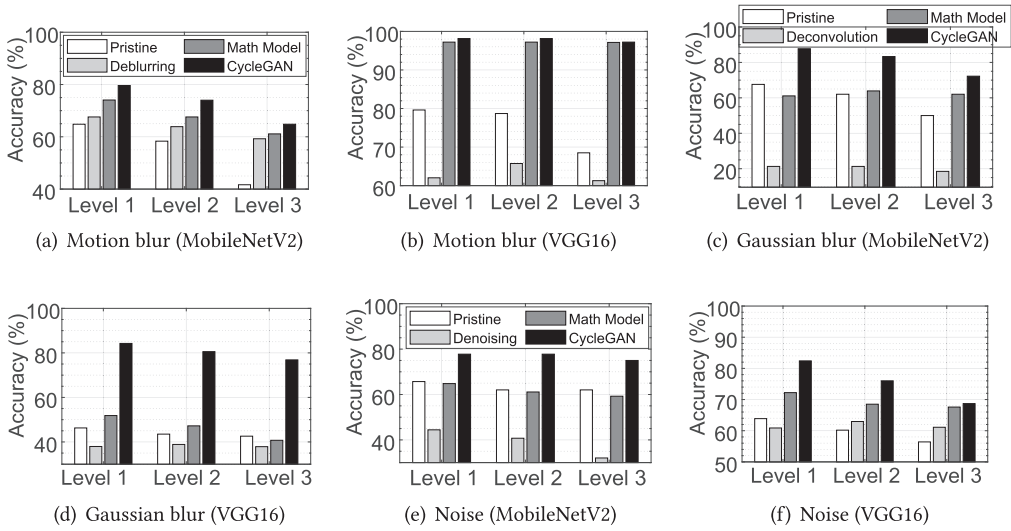 Accuracy (%)
100
80
60
40
Pristine
Math Model
Deblurring
CycleGAN
Level 1
Level 2
Level 3
(a) Motion blur (MobileNetV2)
Accuracy (%)
100
90
80
70
60
Level 1
Level 2
Level 3
(b) Motion blur (VGG16)
Accuracy (%)
80
60
40
20
Pristine
Math Model
Deconvolution
CycleGAN
Level 1
Level 2
Level 3
(c) Gaussian blur (MobileNetV2)
Accuracy (%)
100
80
60
40
Level 1
Level 2
Level 3
(d) Gaussian blur (VGG16)
Accuracy (%)
100
80
60
40
Pristine
Math Model
Denoising
CycleGAN
Level 1
Level 2
Level 3
(e) Noise (MobileNetV2)
Accuracy (%)
100
90
80
70
60
50
Level 1
Level 2
Level 3
(f) Noise (VGG16)